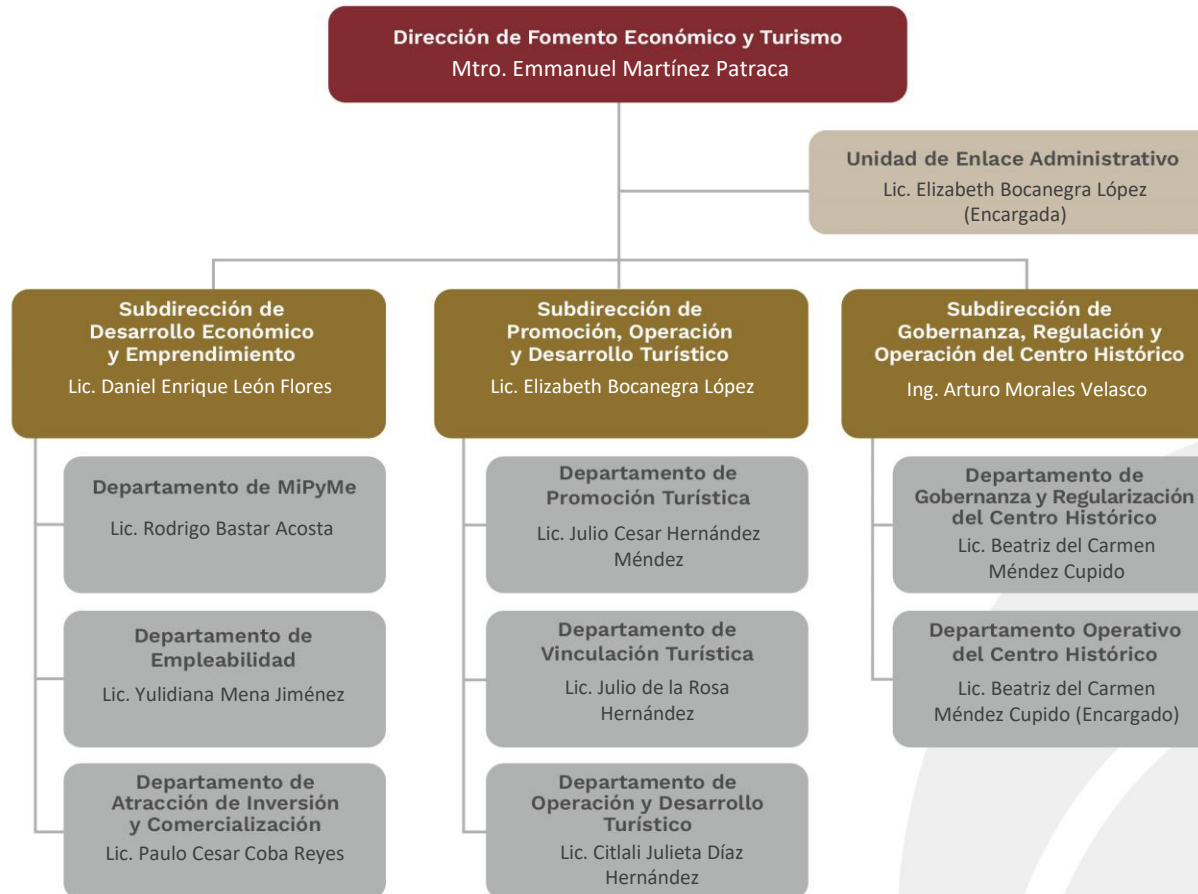 Dirección de Fomento Económico y Turismo
Mtro. Emmanuel Martínez Patraca
Unidad de Enlace Administrativo
Lic. Elizabeth Bocanegra López
(Encargada)
Subdirección de
Desarrollo Económico
y Emprendimiento
Lic. Daniel Enrique León Flores
Departamento de MiPyMe
Lic. Rodrigo Bastar Acosta
Departamento de
Empleabilidad
Lic. Yulidiana Mena Jiménez
Departamento de
Atracción de Inversión
y Comercialización
Lic. Paulo Cesar Coba Reyes
Subdirección de
Promoción, Operación
y Desarrollo Turístico
Lic. Elizabeth Bocanegra López
Departamento de
Promoción Turística
Lic. Julio Cesar Hernández
Méndez
Departamento de
Vinculación Turística
Lic. Julio de la Rosa
Hernández
Departamento de
Operación y Desarrollo
Turístico
Lic. Citlali Julieta Díaz
Hernández
Subdirección de
Gobernanza, Regulación y
Operación del Centro Histórico
Ing. Arturo Morales Velasco
Departamento de
Gobernanza y Regularización
del Centro Histórico
Lic. Beatriz del Carmen
Méndez Cupido
Departamento Operativo
del Centro Histórico
Lic. Beatriz del Carmen
Méndez Cupido (Encargado)